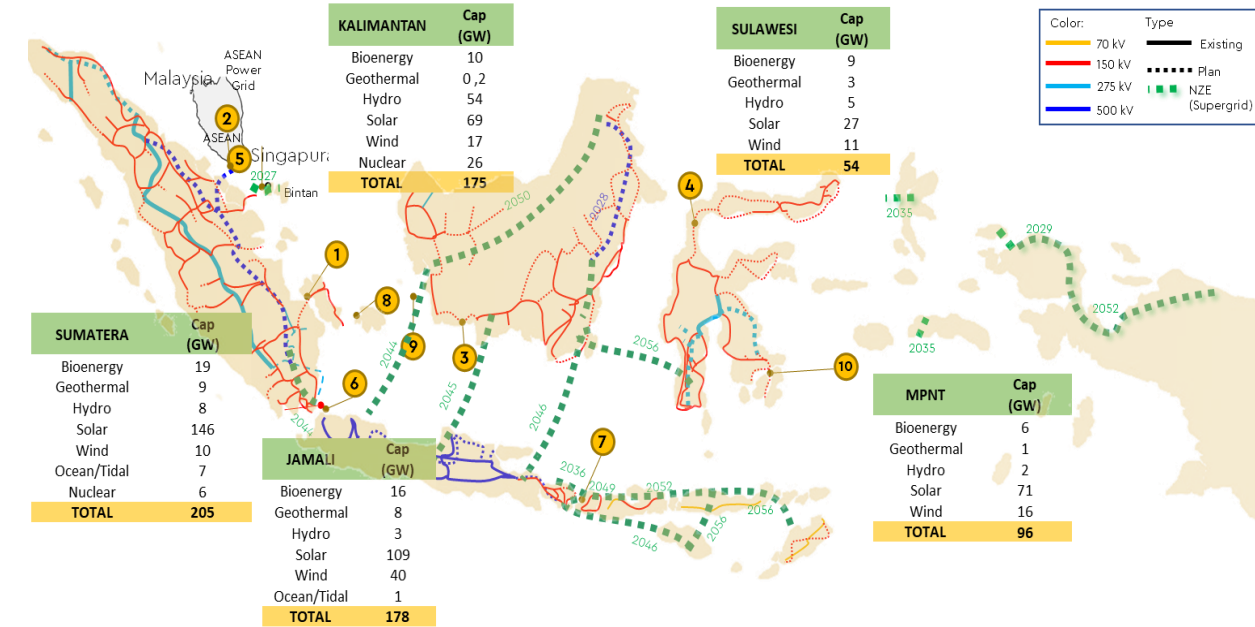 KALIMANTAN Cap (GW)
Bioenergy 10
Geothermal 0,2
Hydro 54
Solar 69
Wind 17
Nuclear 26
TOTAL 175
SULAWESI Cap (GW)
Bioenergy 9
Geothermal 3
Hydro 5
Solar 27
Wind 11
TOTAL 54
Color: Type
70 kV Existing
150 kV Plan
275 kV NZE (Supergrid)
500 kV
ASEAN
Power
Grid
Malaysia
2
ASEAN
5
Singapura
2027
Bintan
1
8
9
3
4
10
6
7
2050
2028
2035
2029
2052
2035
2044
2045
2046
2056
2044
2036
2049
2052
2056
2056
2046
SUMATERA Cap (GW)
Bioenergy 19
Geothermal 9
Hydro 8
Solar 146
Wind 10
Ocean/Tidal 7
Nuclear 6
TOTAL 205
JAMALI Cap (GW)
Bioenergy 16
Geothermal 8
Hydro 3
Solar 109
Wind 40
Ocean/Tidal 1
TOTAL 178
MPNT Cap (GW)
Bioenergy 6
Geothermal 1
Hydro 2
Solar 71
Wind 16
TOTAL 96